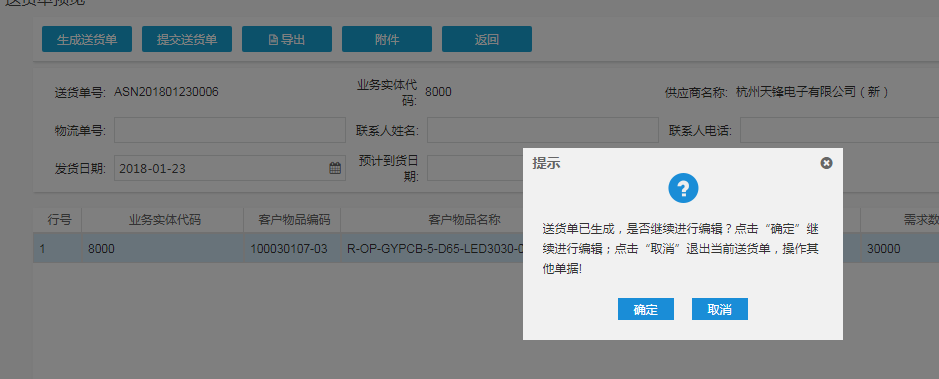 送货单预览
生成送货单 提交送货单 导出 附件 返回
送货单号: ASN201801230006 业务实体代码: 8000 供应商名称: 杭州天锋电子有限公司（新）
物流单号: 联系人姓名: 联系人电话:
发货日期: 2018-01-23 预计到货日期:
提示
送货单已生成，是否继续进行编辑？点击“确定”继
续进行编辑；点击“取消”退出当前送货单，操作其
他单据!
确定 取消
行号 业务实体代码 客户物品编码 客户物品名称 需求数
1 8000 100030107-03 R-OP-GYPCB-5-D65-LED3030-0 30000